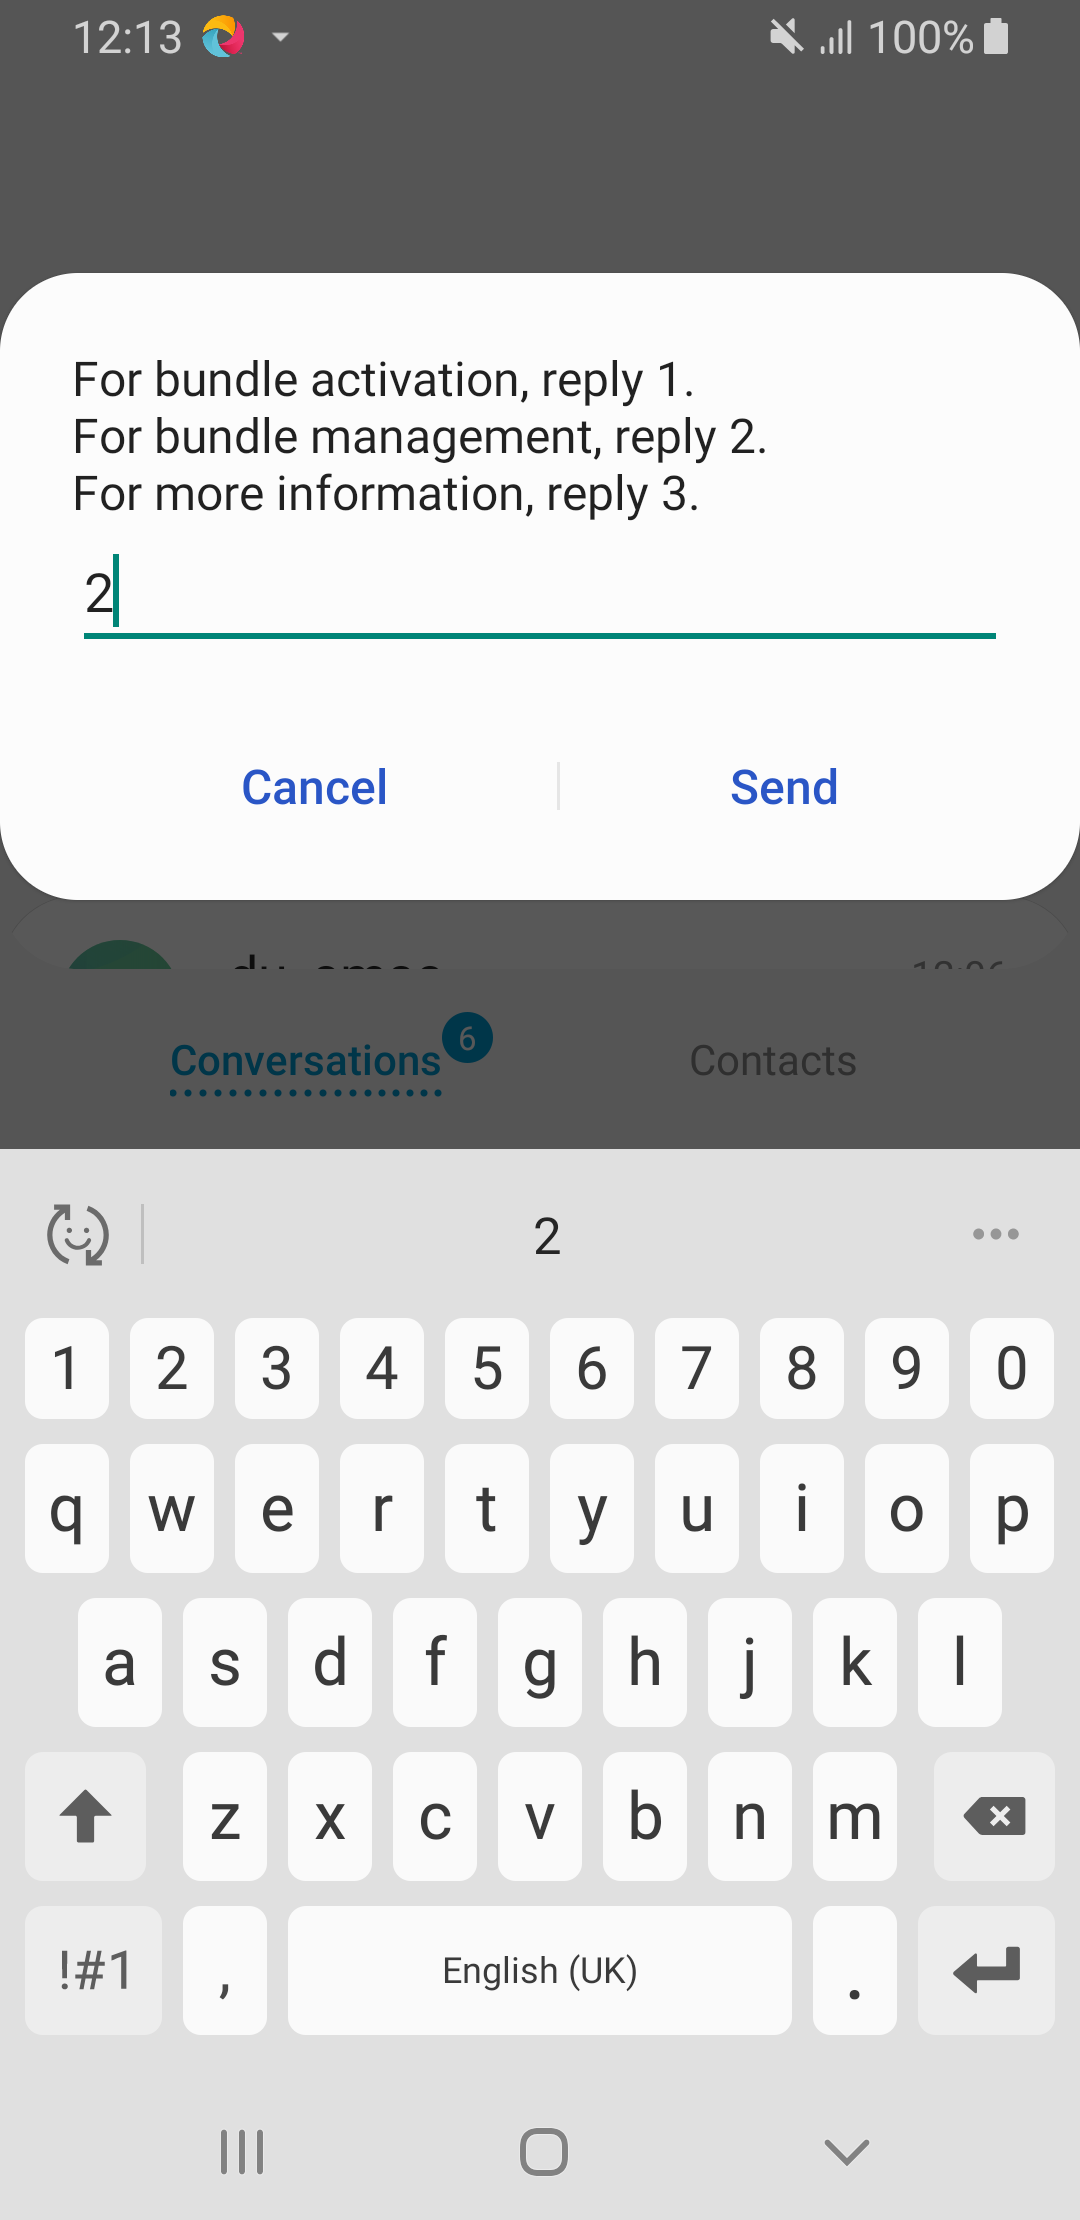 12:13
100%
For bundle activation, reply 1.
For bundle management, reply 2.
For more information, reply 3.
2
Cancel
Send
Conversations
6
Contacts
2
1 2 3 4 5 6 7 8 9 0
q w e r t y u i o p
a s d f g h j k l
z x c v b n m
!#1 , English (UK) .